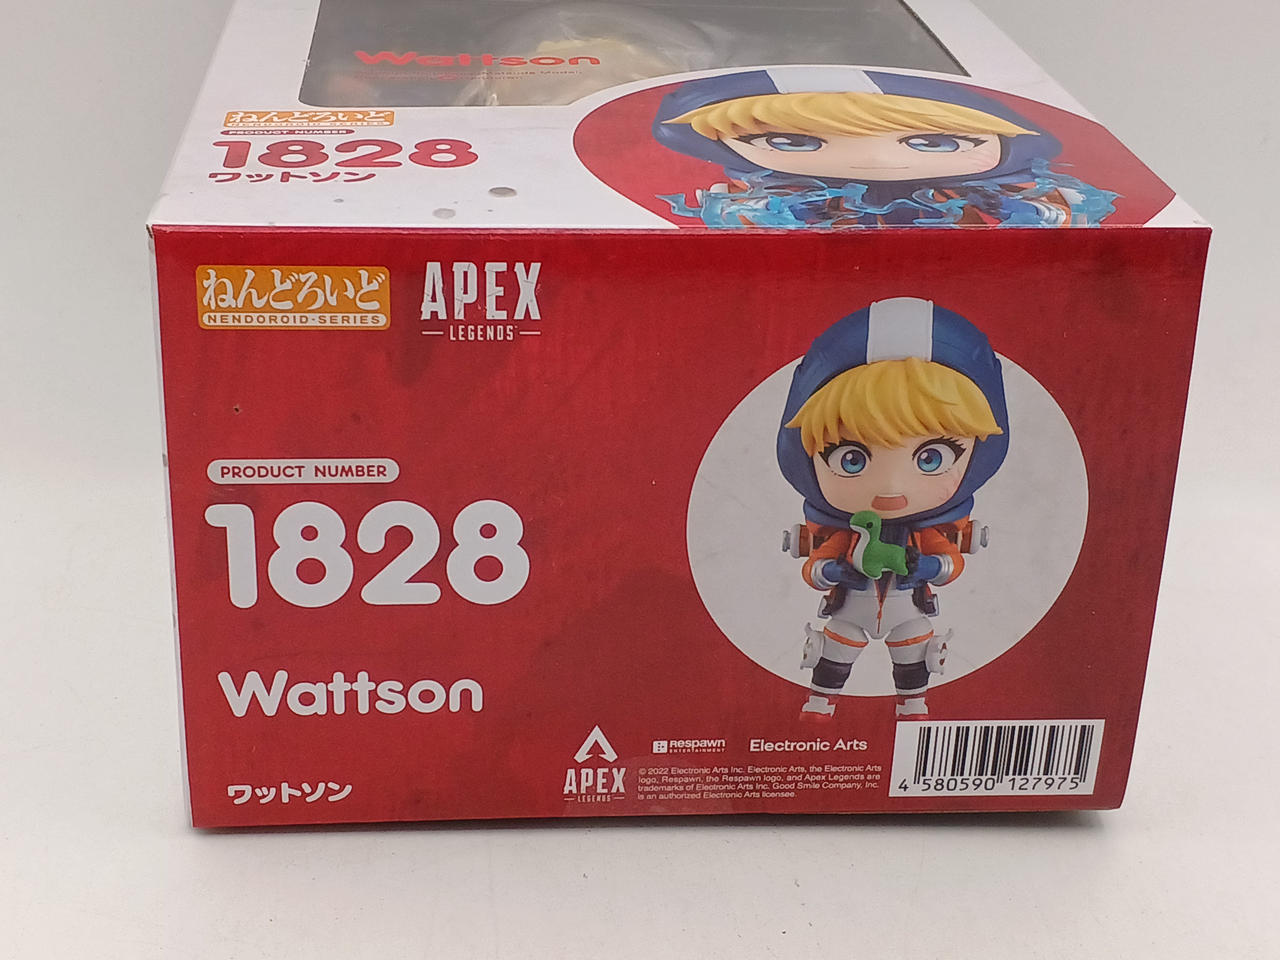 Wattson
ねんどろいど
NENDOROID SERIES
PRODUCT NUMBER
1828
ワットソン
ねんどろいど
NENDOROID-SERIES
APEX
LEGENDS
PRODUCT NUMBER
1828
Wattson
ワットソン
APEX
LEGENDS
Respawn
ENTERTAINMENT
Electronic Arts
© 2022 Electronic Arts Inc. Electronic Arts, the Electronic Arts
logo, Respawn, the Respawn logo, and Apex Legends are
trademarks of Electronic Arts Inc. Good Smile Company, Inc.
is an authorized Electronic Arts licensee.
4 580590 127975